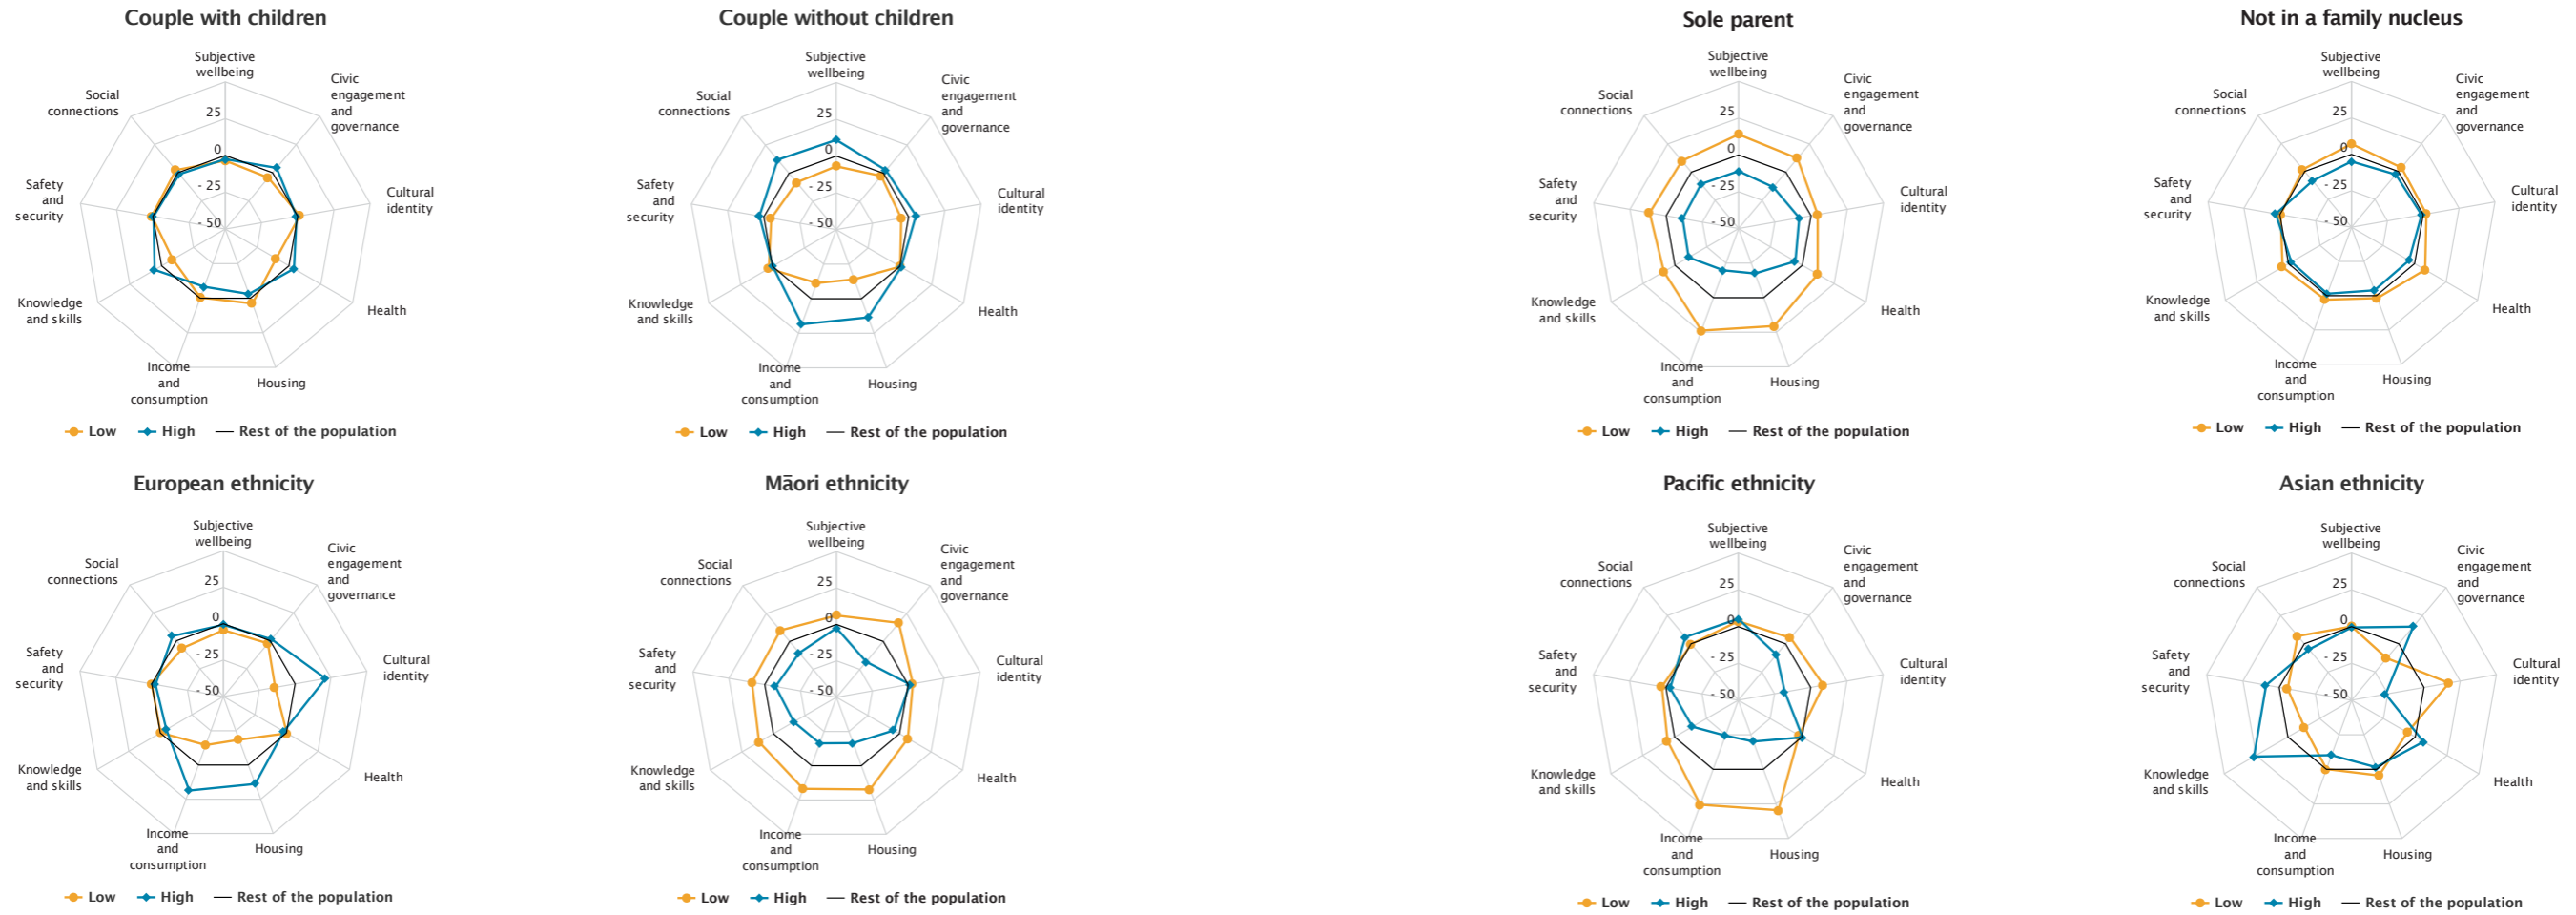 Couple with children
Subjective
wellbeing
Civic
engagement
and
governance
Cultural
identity
Health
Housing
Income
and
consumption
Knowledge
and skills
Safety
and
security
Social
connections
25
0
- 25
- 50
Low High Rest of the population
Couple without children
Subjective
wellbeing
Civic
engagement
and
governance
Cultural
identity
Health
Housing
Income
and
consumption
Knowledge
and skills
Safety
and
security
Social
connections
25
0
- 25
- 50
Low High Rest of the population
Sole parent
Subjective
wellbeing
Civic
engagement
and
governance
Cultural
identity
Health
Housing
Income
and
consumption
Knowledge
and skills
Safety
and
security
Social
connections
25
0
- 25
- 50
Low High Rest of the population
Not in a family nucleus
Subjective
wellbeing
Civic
engagement
and
governance
Cultural
identity
Health
Housing
Income
and
consumption
Knowledge
and skills
Safety
and
security
Social
connections
25
0
- 25
- 50
Low High Rest of the population
European ethnicity
Subjective
wellbeing
Civic
engagement
and
governance
Cultural
identity
Health
Housing
Income
and
consumption
Knowledge
and skills
Safety
and
security
Social
connections
25
0
- 25
- 50
Low High Rest of the population
Māori ethnicity
Subjective
wellbeing
Civic
engagement
and
governance
Cultural
identity
Health
Housing
Income
and
consumption
Knowledge
and skills
Safety
and
security
Social
connections
25
0
- 25
- 50
Low High Rest of the population
Pacific ethnicity
Subjective
wellbeing
Civic
engagement
and
governance
Cultural
identity
Health
Housing
Income
and
consumption
Knowledge
and skills
Safety
and
security
Social
connections
25
0
- 25
- 50
Low High Rest of the population
Asian ethnicity
Subjective
wellbeing
Civic
engagement
and
governance
Cultural
identity
Health
Housing
Income
and
consumption
Knowledge
and skills
Safety
and
security
Social
connections
25
0
- 25
- 50
Low High Rest of the population